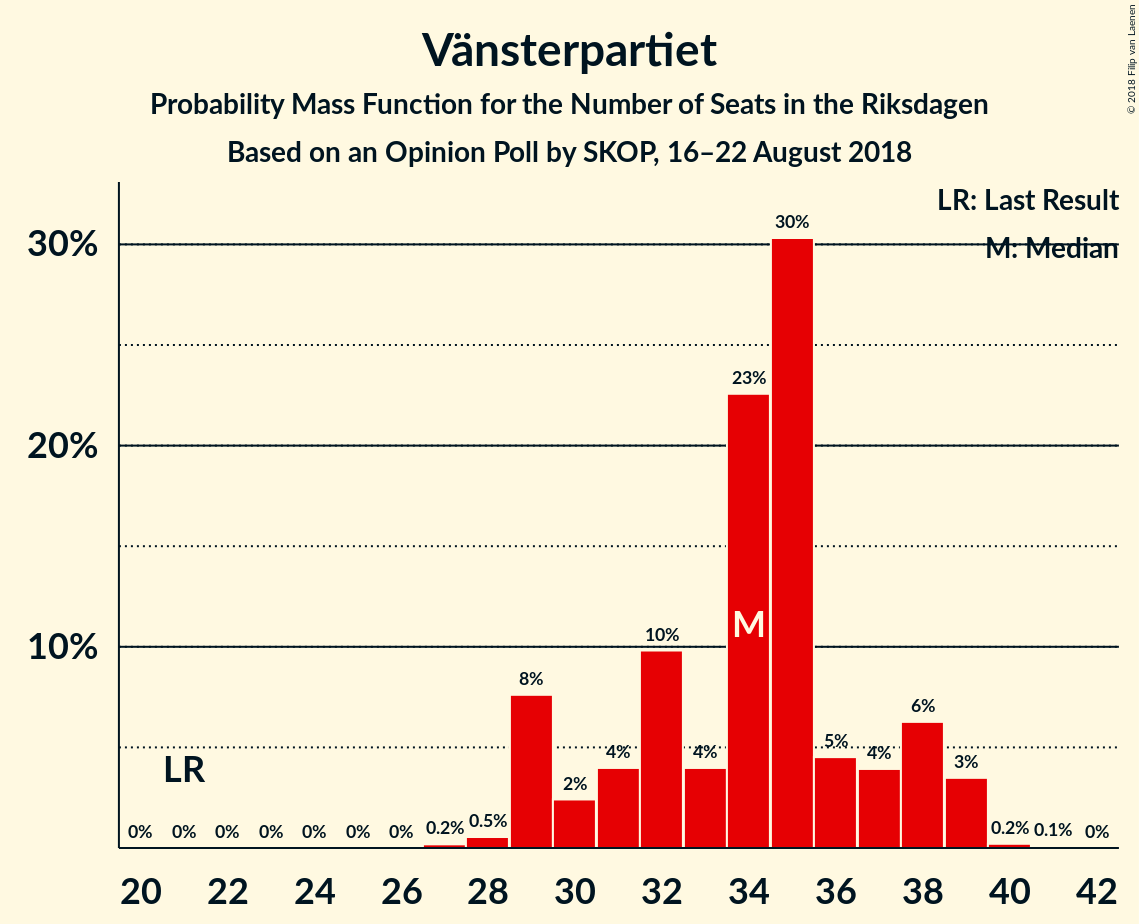 Vänsterpartiet
Probability Mass Function for the Number of Seats in the Riksdagen
Based on an Opinion Poll by SKOP, 16–22 August 2018
© 2018 Filip van Laenen
LR: Last Result
M: Median
30%
20%
10%
LR
M
0% 0% 0% 0% 0% 0% 0% 0.2% 0.5% 8% 2% 4% 10% 4% 23% 30% 5% 4% 6% 3% 0.2% 0.1% 0%
20 22 24 26 28 30 32 34 36 38 40 42